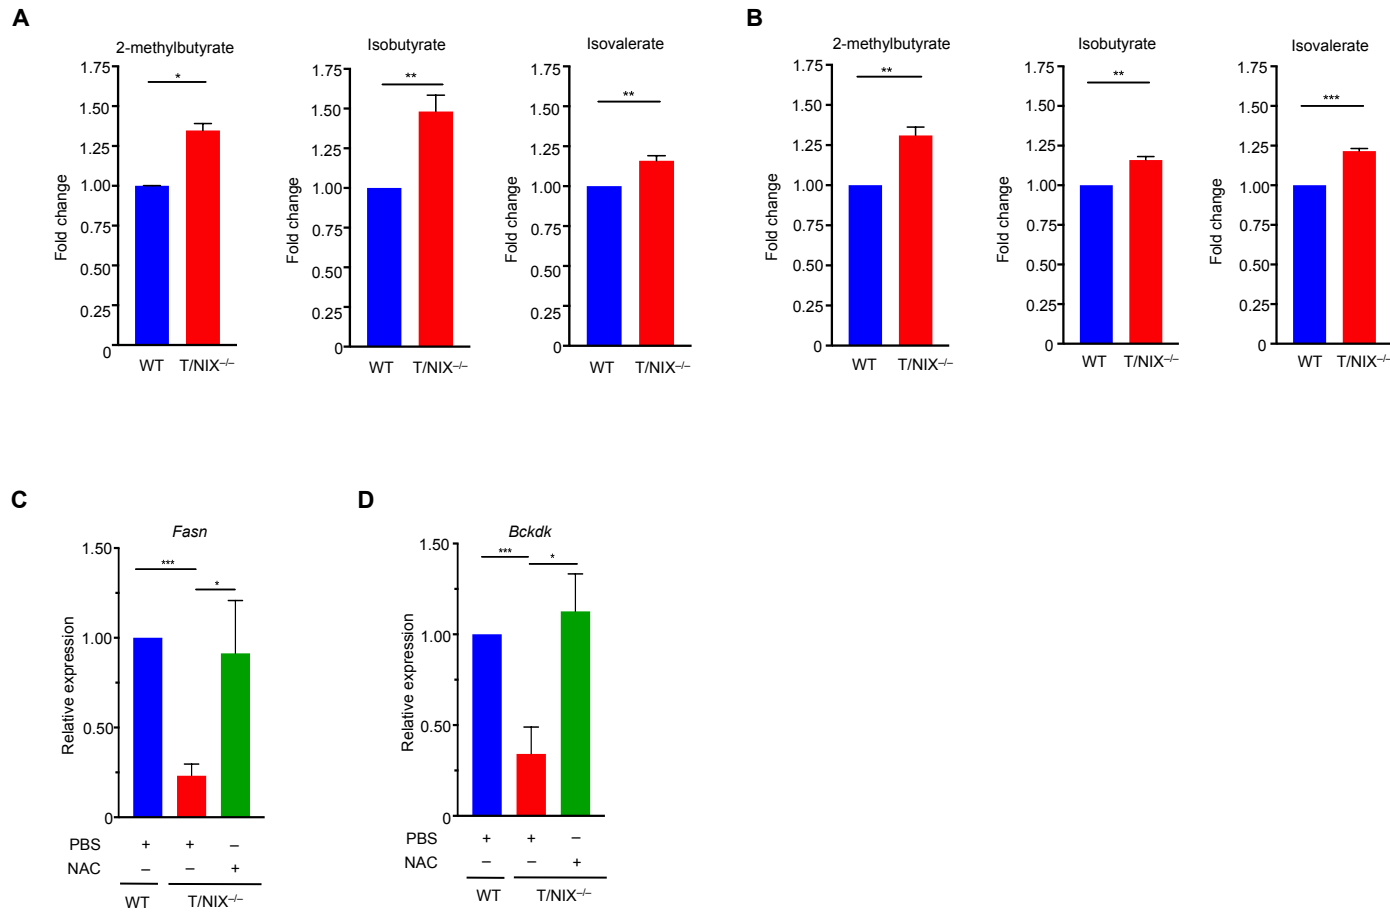 A
2-methylbutyrate
Fold change
1.75
1.50
1.25
1.00
0.75
0.50
0.25
0
*
WT T/NIX–/–
Isobutyrate
Fold change
1.75
1.50
1.25
1.00
0.75
0.50
0.25
0
**
WT T/NIX–/–
Isovalerate
Fold change
1.75
1.50
1.25
1.00
0.75
0.50
0.25
0
**
WT T/NIX–/–
B
2-methylbutyrate
Fold change
1.75
1.50
1.25
1.00
0.75
0.50
0.25
0
**
WT T/NIX–/–
Isobutyrate
Fold change
1.75
1.50
1.25
1.00
0.75
0.50
0.25
0
**
WT T/NIX–/–
Isovalerate
Fold change
1.75
1.50
1.25
1.00
0.75
0.50
0.25
0
***
WT T/NIX–/–
C
Fasn
Relative expression
1.50
1.00
0.50
0
***
*
PBS + + –
NAC – – +
WT T/NIX–/–
D
Bckdk
Relative expression
1.50
1.00
0.50
0
***
*
PBS + + –
NAC – – +
WT T/NIX–/–